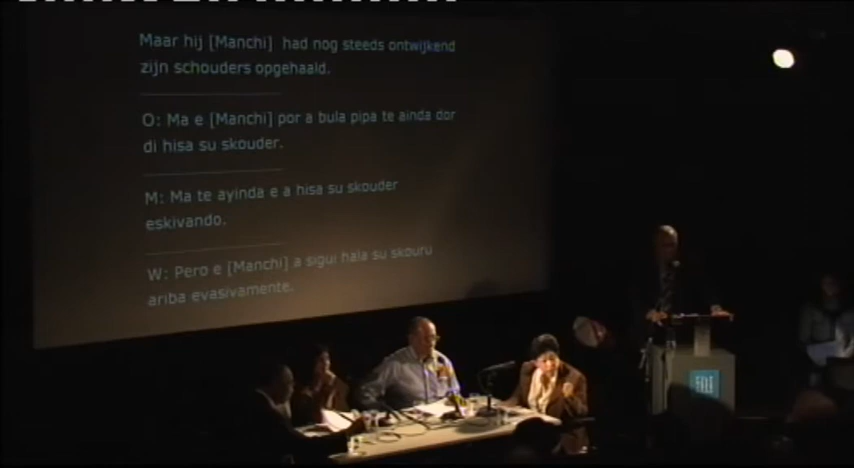 Maar hij [Manchi] had nog steeds ontwijkend
zijn schouders opgehaald.
O: Ma e [Manchi] por a bula pipa te ainda dor
di hisa su skouder.
M: Ma te ayinda e a hisa su skouder
eskivando.
W: Pero e [Manchi] a sigui hala su skouru
ariba evasivamente.